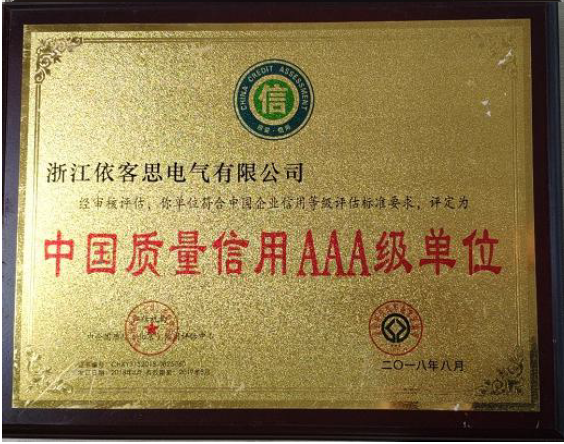 CHINA CREDIT ASSESSMENT
信
浙江依客思电气有限公司
经审核评估，你单位符合中国企业信用等级评估标准要求，评定为
中国质量信用AAA级单位
二〇一八年八月